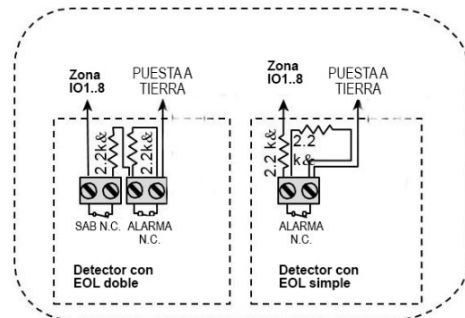 Zona
IO1..8
PUESTA A
TIERRA
2.2k&
2.2k&
SAB N.C.
ALARMA
N.C.
Detector con
EOL doble
Zona
IO1..8
PUESTA A
TIERRA
2.2 k&
2.2
k&
ALARMA
N.C.
Detector con
EOL simple